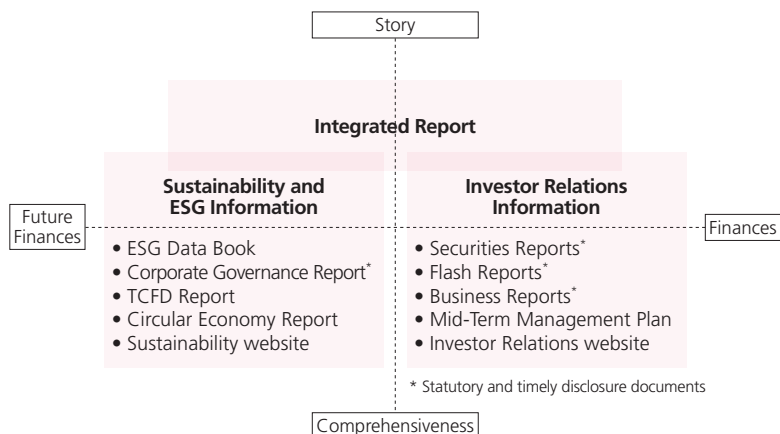 Story
Integrated Report
Sustainability and
ESG Information
Investor Relations
Information
Future
Finances
Finances
• ESG Data Book
• Corporate Governance Report*
• TCFD Report
• Circular Economy Report
• Sustainability website
• Securities Reports*
• Flash Reports*
• Business Reports*
• Mid-Term Management Plan
• Investor Relations website
* Statutory and timely disclosure documents
Comprehensiveness